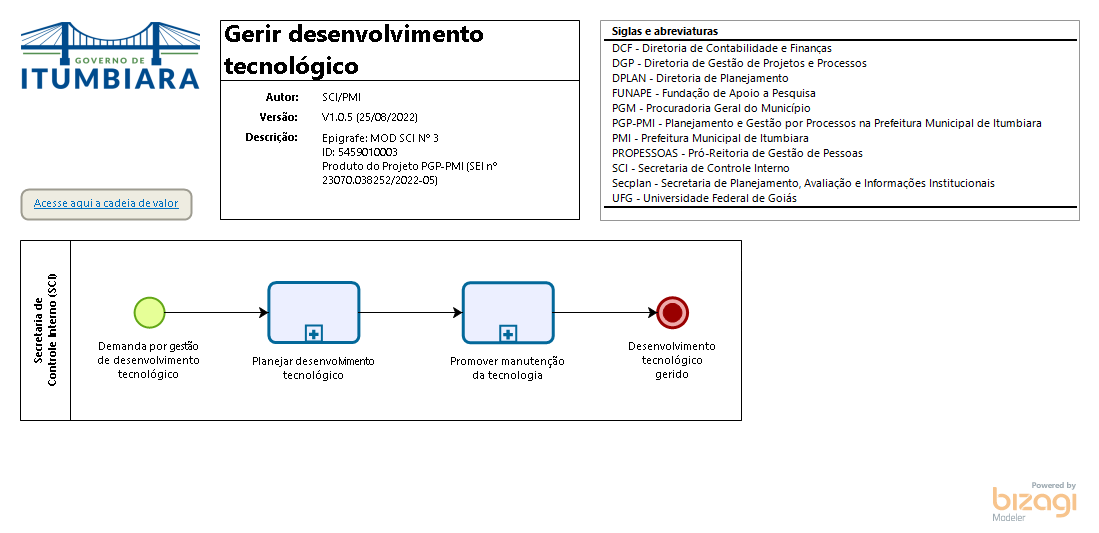 GOVERNO DE
ITUMBIARA
Acesse aqui a cadeia de valor
Gerir desenvolvimento
tecnológico
Autor: SCI/PMI
Versão: V1.0.5 (25/08/2022)
Descrição: Epigrafe: MOD SCI Nº 3
ID: 5459010003
Produto do Projeto PGP-PMI (SEI nº
23070.038252/2022-05)
Siglas e abreviaturas
DCF - Diretoria de Contabilidade e Finanças
DGP - Diretoria de Gestão de Projetos e Processos
DPLAN - Diretoria de Planejamento
FUNAPE - Fundação de Apoio a Pesquisa
PGM - Procuradoria Geral do Município
PGP-PMI - Planejamento e Gestão por Processos na Prefeitura Municipal de Itumbiara
PMI - Prefeitura Municipal de Itumbiara
PROPESSOAS - Pró-Reitoria de Gestão de Pessoas
SCI - Secretaria de Controle Interno
Secplan - Secretaria de Planejamento, Avaliação e Informações Institucionais
UFG - Universidade Federal de Goiás
Secretaria de
Controle Interno (SCI)
Demanda por gestão
de desenvolvimento
tecnológico
Planejar desenvolvimento
tecnológico
Promover manutenção
da tecnologia
Desenvolvimento
tecnológico
gerido
Powered by
bizagi
Modeler